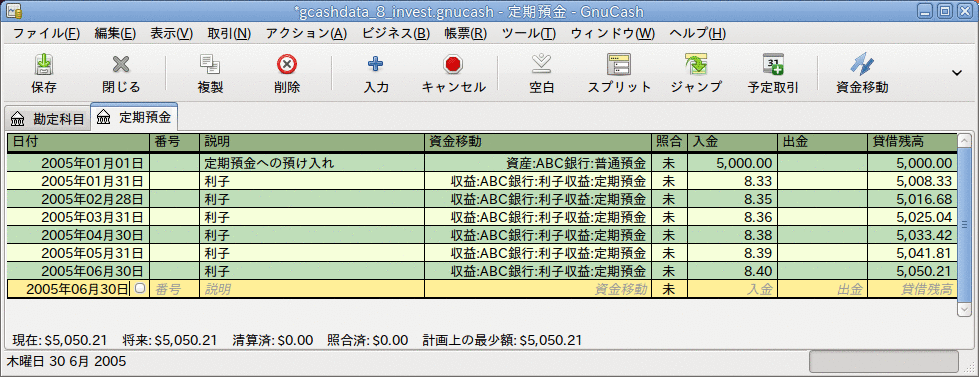 *gcashdata_8_invest.gnucash - 定期預金 - GnuCash
ファイル(F) 編集(E) 表示(V) 取引(N) アクション(A) ビジネス(B) 帳票(R) ツール(T) ウィンドウ(W) ヘルプ(H)
保存 閉じる 複製 削除 入力 キャンセル 空白 スプリット ジャンプ 予定取引 資金移動
勘定科目 定期預金
日付 番号 説明 資金移動 照合 入金 出金 貸借残高
2005年01月01日 定期預金への預け入れ 資産:ABC銀行:普通預金 未 5,000.00 5,000.00
2005年01月31日 利子 収益:ABC銀行:利子収益:定期預金 未 8.33 5,008.33
2005年02月28日 利子 収益:ABC銀行:利子収益:定期預金 未 8.35 5,016.68
2005年03月31日 利子 収益:ABC銀行:利子収益:定期預金 未 8.36 5,025.04
2005年04月30日 利子 収益:ABC銀行:利子収益:定期預金 未 8.38 5,033.42
2005年05月31日 利子 収益:ABC銀行:利子収益:定期預金 未 8.39 5,041.81
2005年06月30日 利子 収益:ABC銀行:利子収益:定期預金 未 8.40 5,050.21
2005年06月30日 番号 説明 資金移動 未 入金 出金 貸借残高
現在: $5,050.21 将来: $5,050.21 清算済: $0.00 照合済: $0.00 計画上の最少額: $5,050.21
木曜日 30 6月 2005